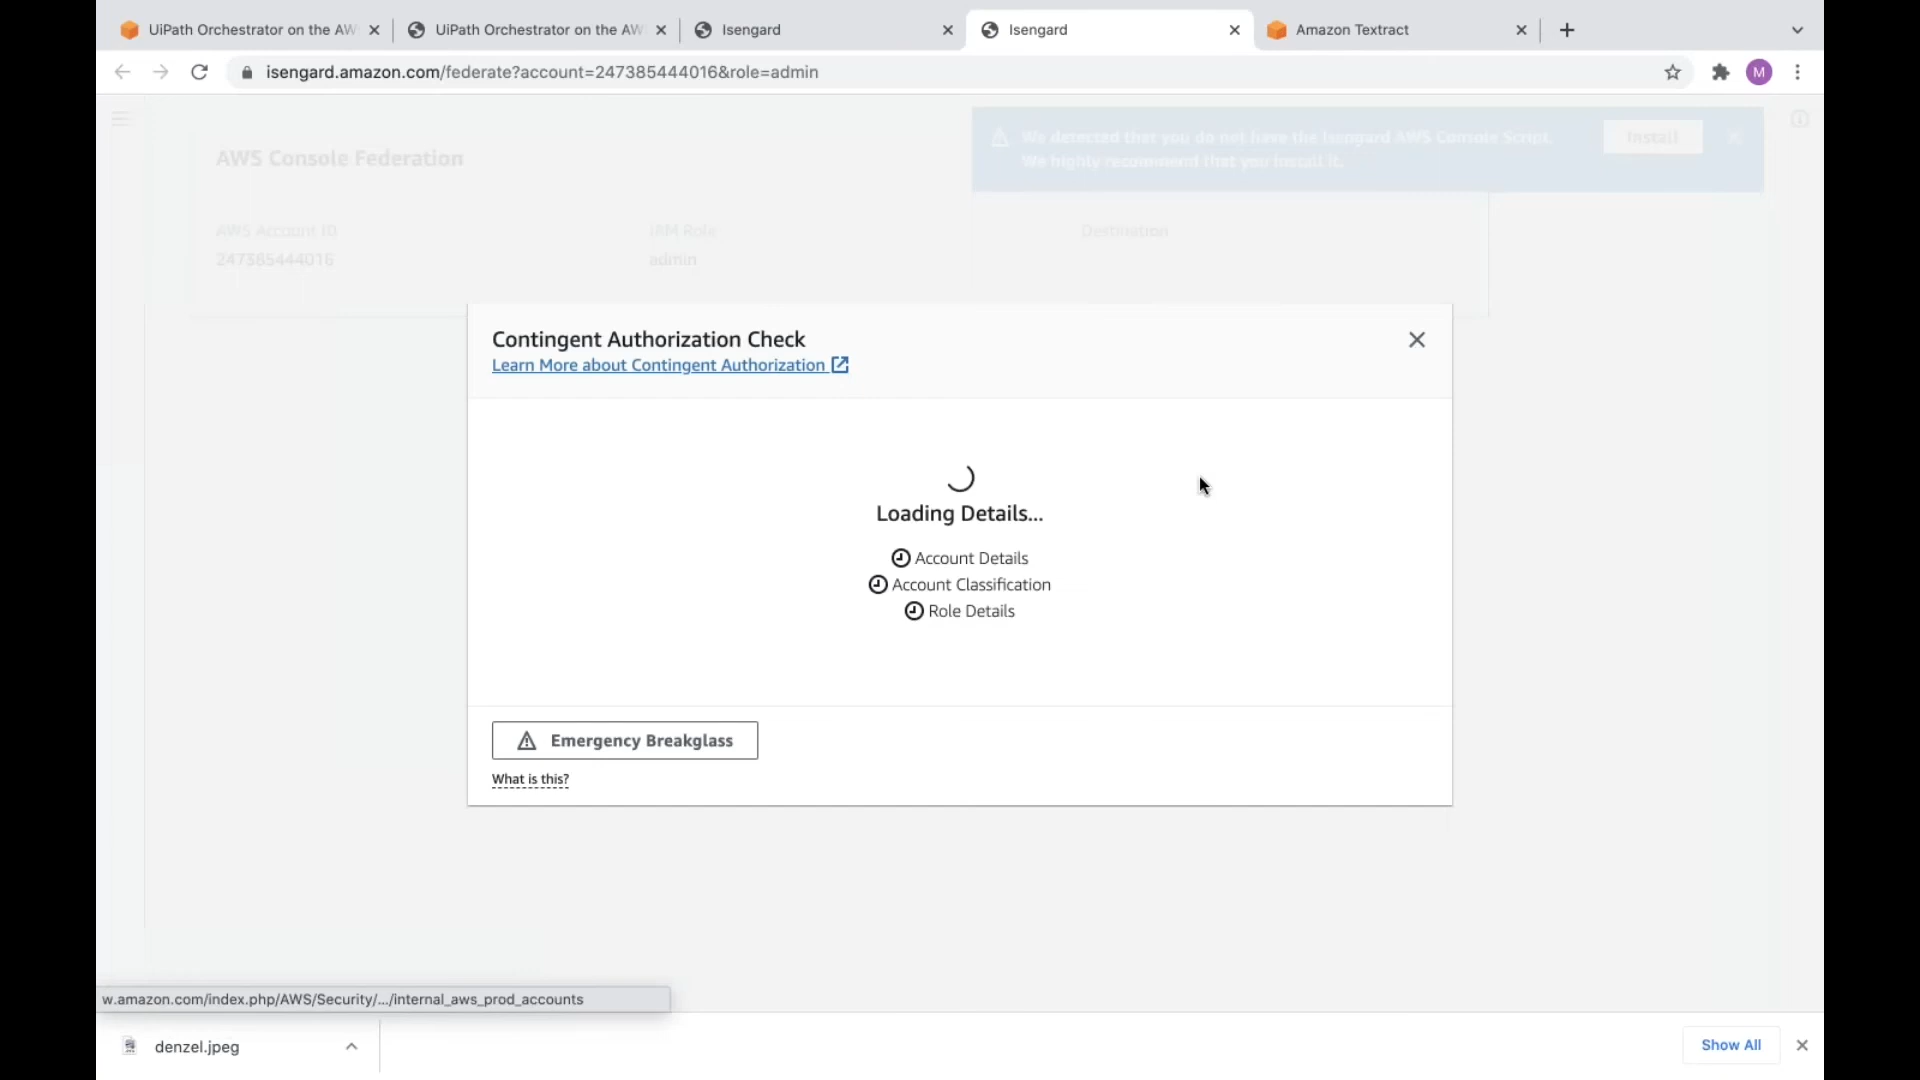 UiPath Orchestrator on the AW
UiPath Orchestrator on the AW
Isengard
Isengard
Amazon Textract
isengard.amazon.com/federate?account=247385444016&role=admin
M
AWS Console Federation
We detected that you do not have the Isengard AWS Console Script.
We highly recommend that you install it.
Install
AWS Account ID
IAM Role
Destination
247385444016
admin
Contingent Authorization Check
Learn More about Contingent Authorization
Loading Details...
Account Details
Account Classification
Role Details
Emergency Breakglass
What is this?
w.amazon.com/index.php/AWS/Security/.../internal_aws_prod_accounts
denzel.jpeg
Show All